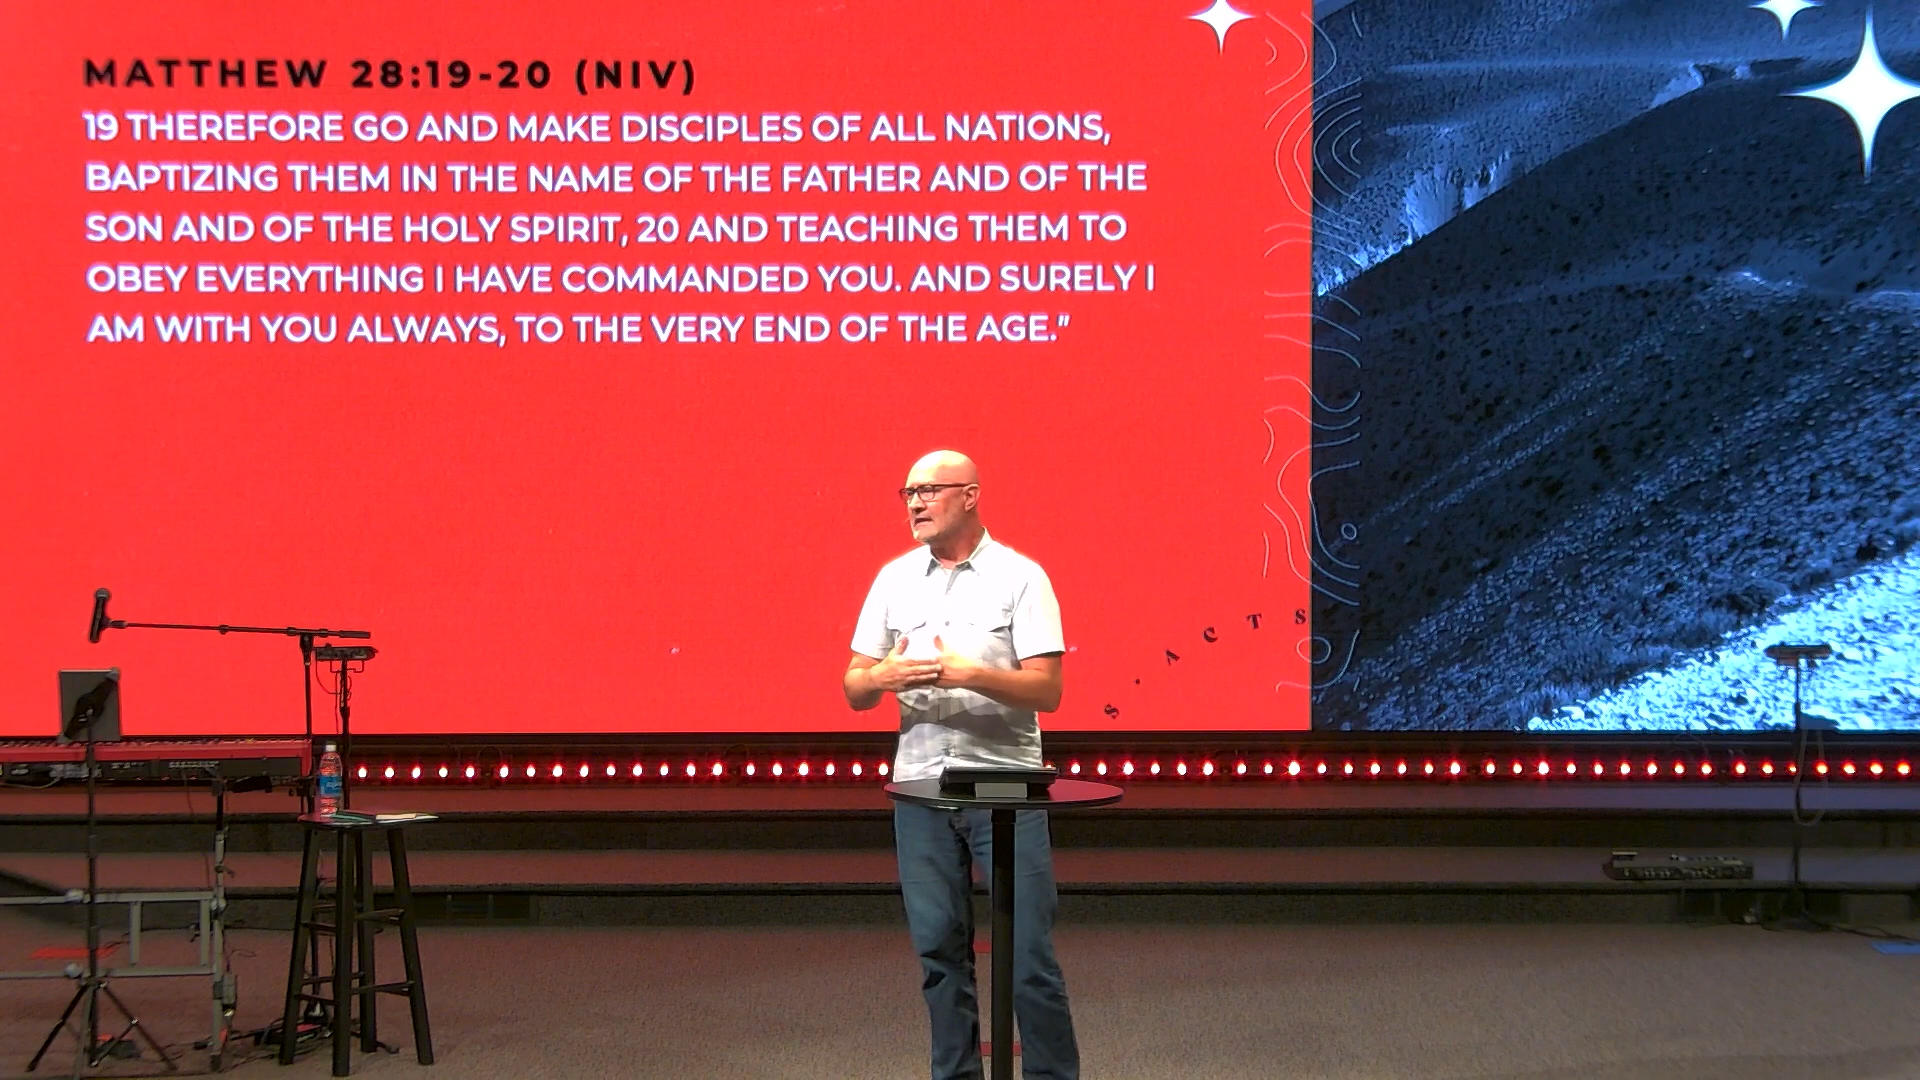 MATTHEW 28:19-20 (NIV)
19 THEREFORE GO AND MAKE DISCIPLES OF ALL NATIONS,
BAPTIZING THEM IN THE NAME OF THE FATHER AND OF THE
SON AND OF THE HOLY SPIRIT, 20 AND TEACHING THEM TO
OBEY EVERYTHING I HAVE COMMANDED YOU. AND SURELY I
AM WITH YOU ALWAYS, TO THE VERY END OF THE AGE.”
S · ACTS